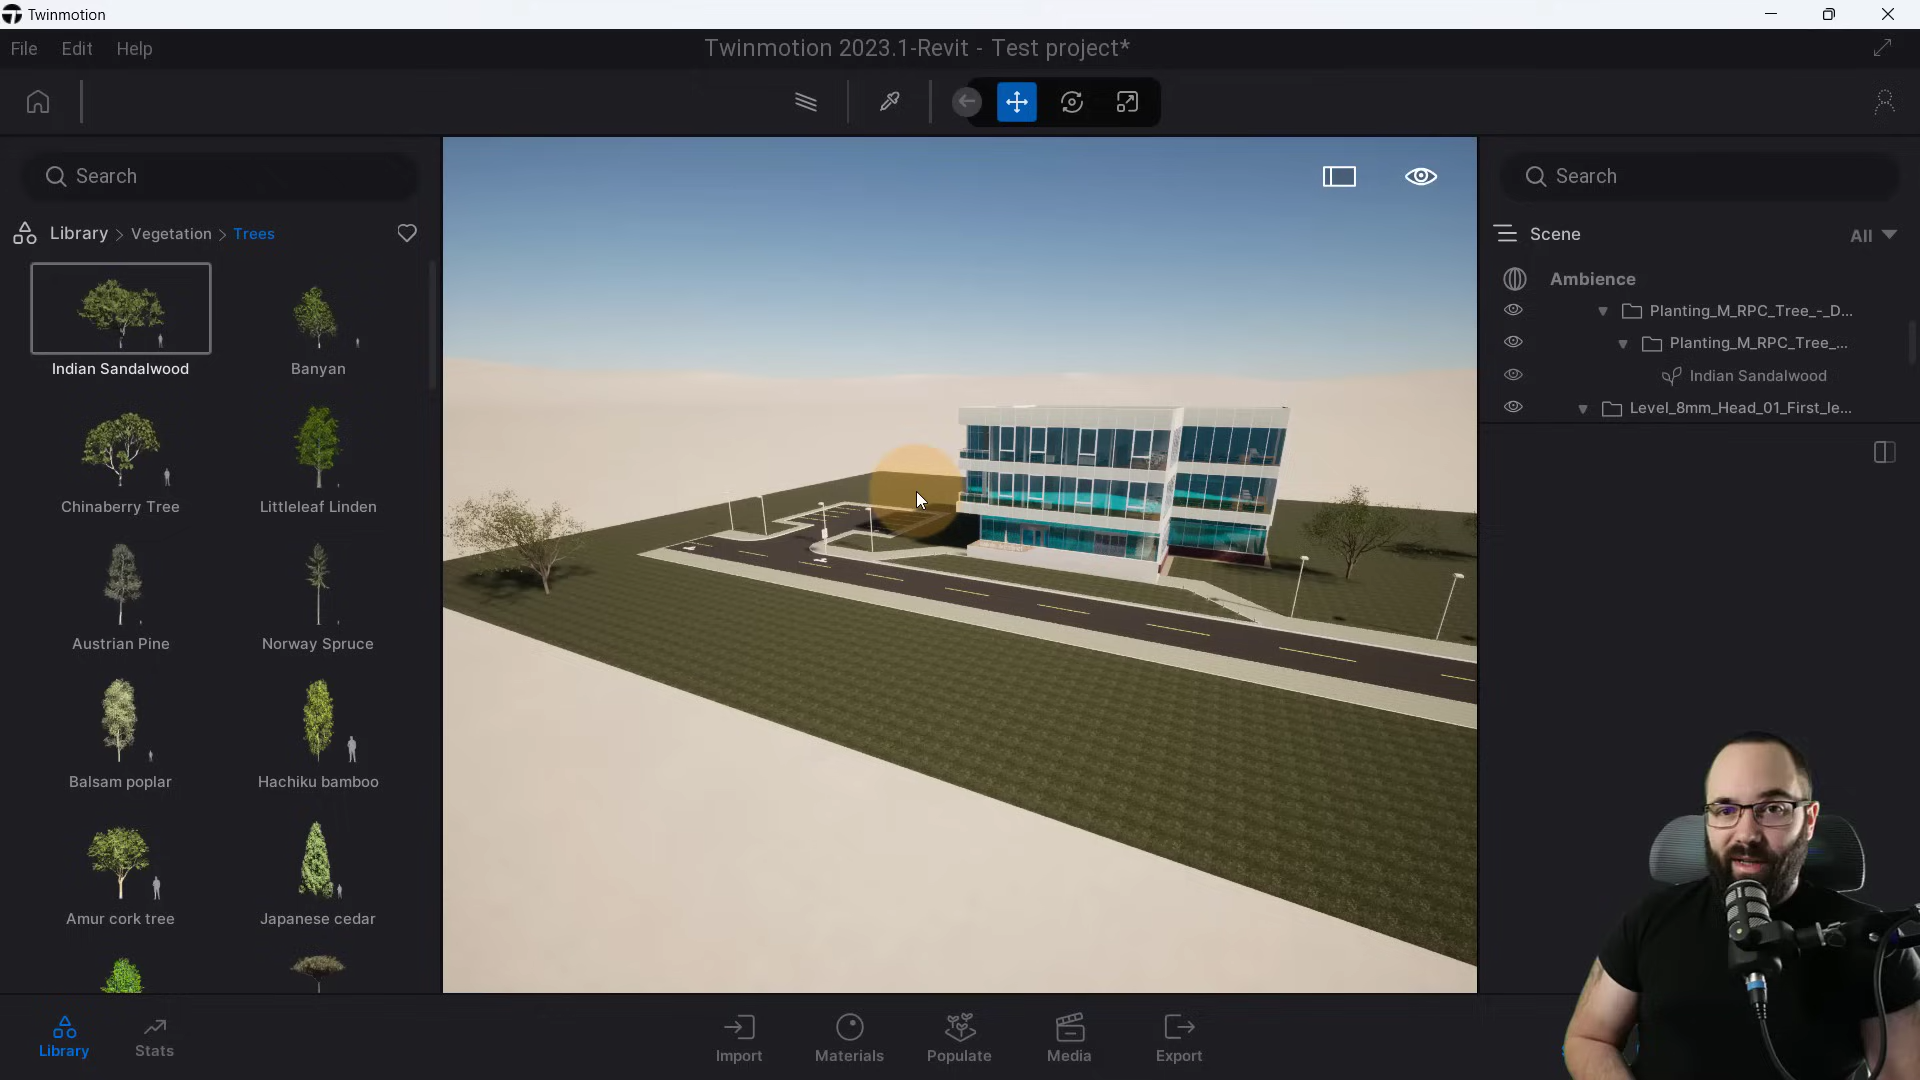 Twinmotion
File Edit Help
Twinmotion 2023.1-Revit - Test project*
Search
Library > Vegetation > Trees
Indian Sandalwood
Banyan
Chinaberry Tree
Littleleaf Linden
Austrian Pine
Norway Spruce
Balsam poplar
Hachiku bamboo
Amur cork tree
Japanese cedar
Search
Scene
All
Ambience
Planting_M_RPC_Tree_-_D...
Planting_M_RPC_Tree_-...
Indian Sandalwood
Level_8mm_Head_01_First_le...
Library
Stats
Import
Materials
Populate
Media
Export